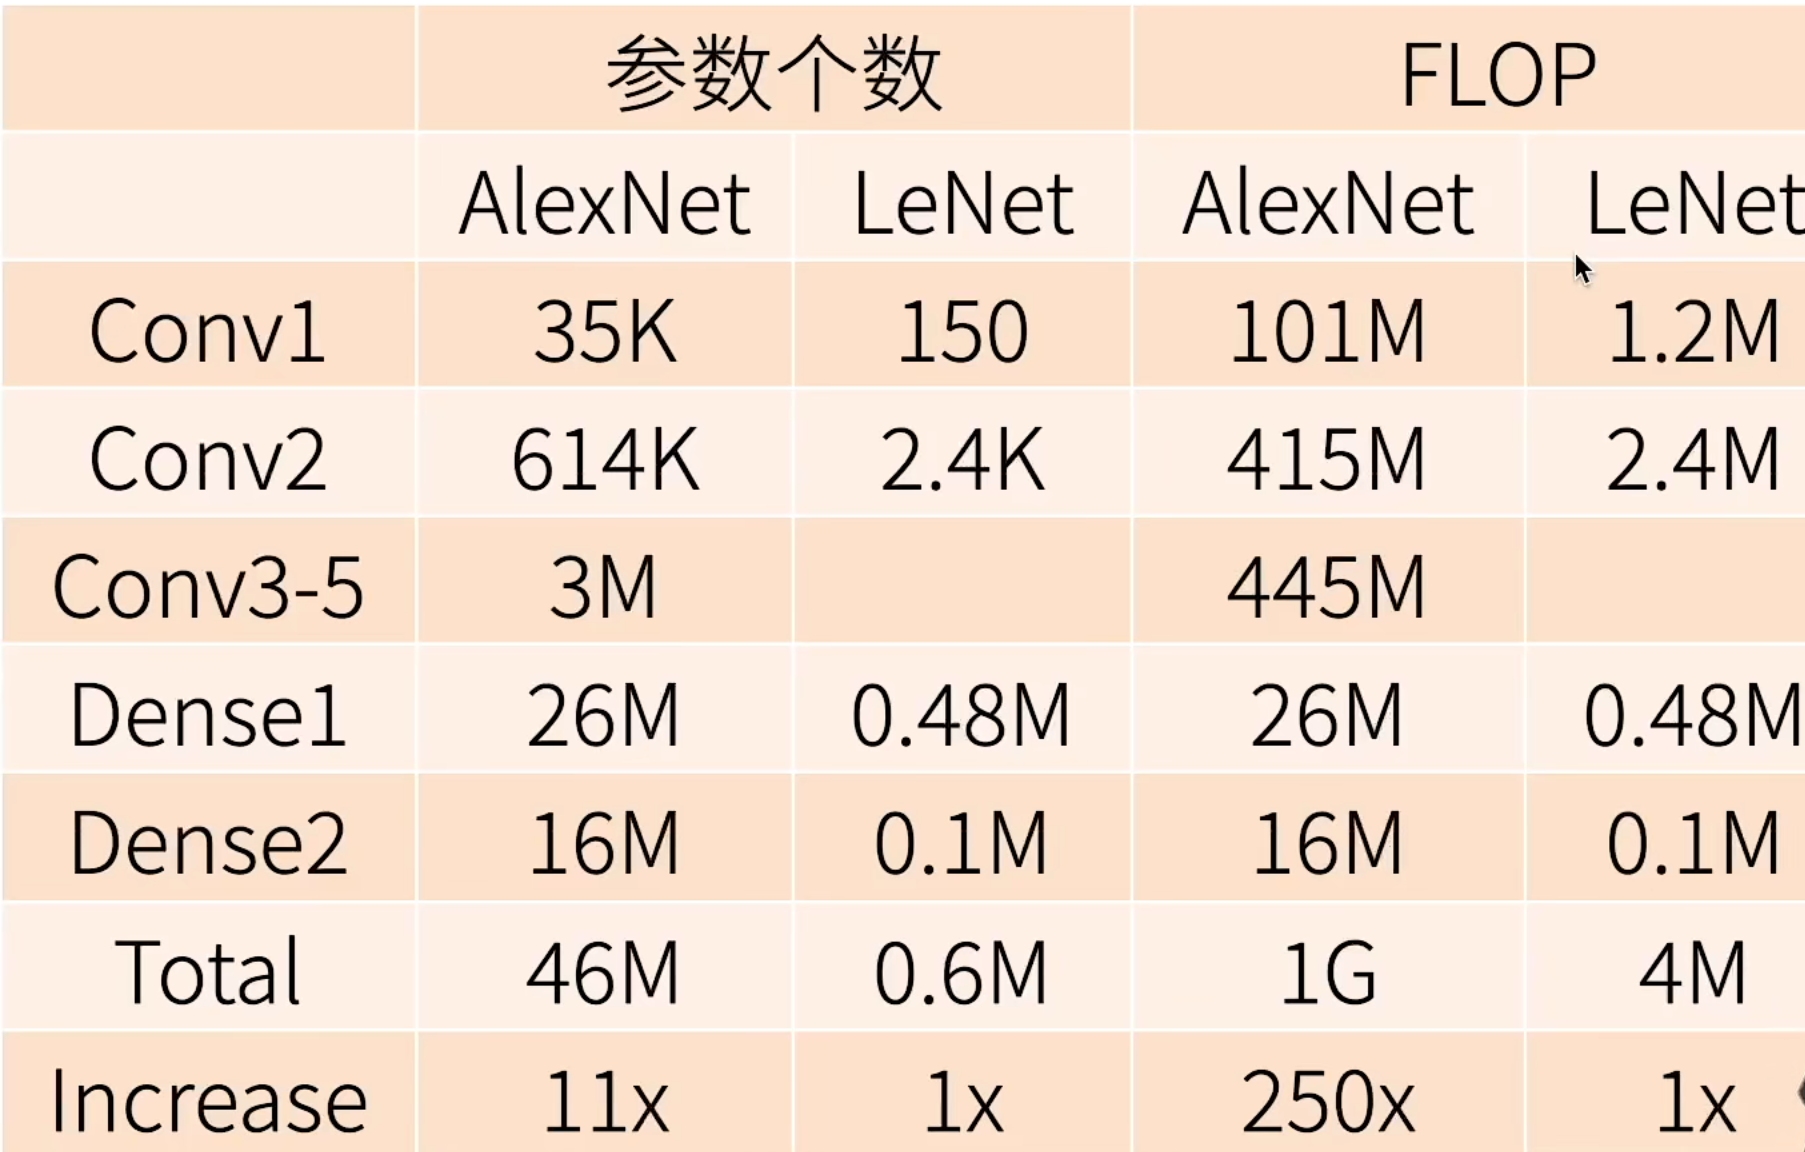 参数个数 FLOP
AlexNet LeNet AlexNet LeNet
Conv1 35K 150 101M 1.2M
Conv2 614K 2.4K 415M 2.4M
Conv3-5 3M 445M
Dense1 26M 0.48M 26M 0.48M
Dense2 16M 0.1M 16M 0.1M
Total 46M 0.6M 1G 4M
Increase 11x 1x 250x 1x